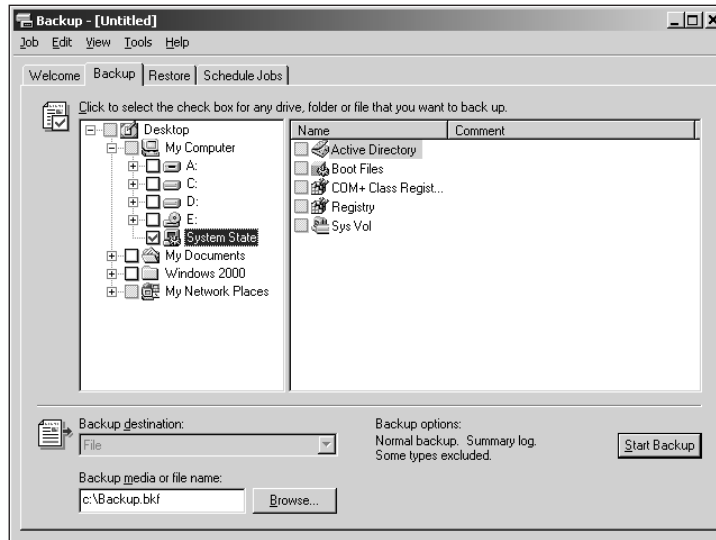 Backup - [Untitled]
Job Edit View Tools Help
Welcome Backup Restore Schedule Jobs
Click to select the check box for any drive, folder or file that you want to back up.
Desktop
My Computer
A:
C:
D:
E:
System State
My Documents
Windows 2000
My Network Places
Name Comment
Active Directory
Boot Files
COM+ Class Regist...
Registry
Sys Vol
Backup destination:
File
Backup media or file name:
c:\Backup.bkf
Browse...
Backup options:
Normal backup. Summary log.
Some types excluded.
Start Backup